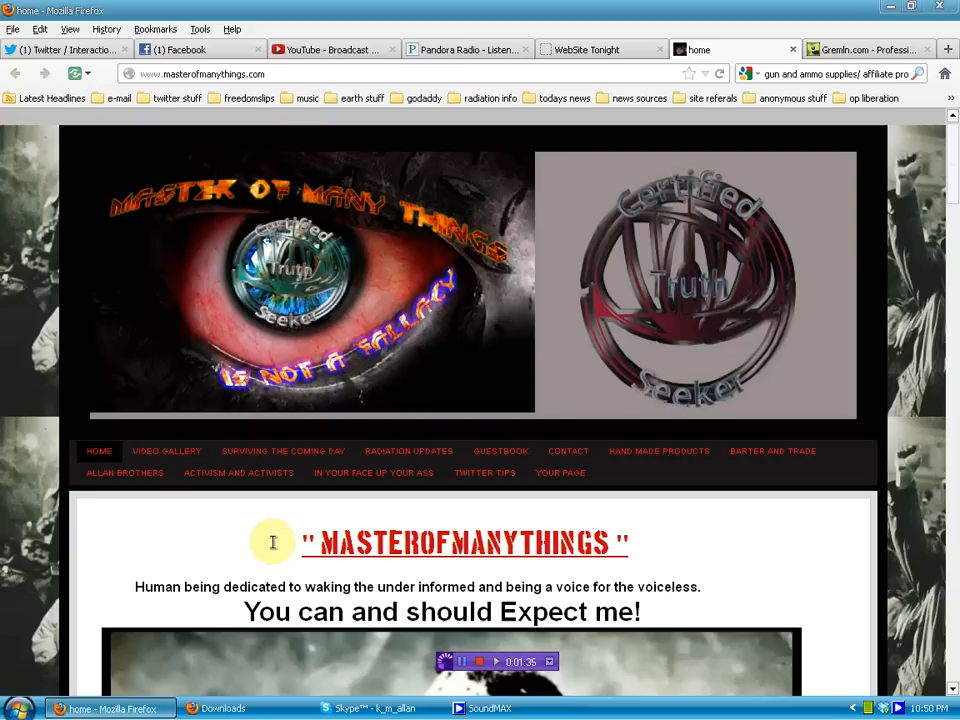 home - Mozilla Firefox
File Edit View History Bookmarks Tools Help
(1) Twitter / Interactio... (1) Facebook YouTube - Broadcast ... Pandora Radio - Listen... WebSite Tonight home Gremln.com - Professi...
www.masterofmanythings.com gun and ammo supplies/ affiliate pro
Latest Headlines e-mail twitter stuff freedomslips music earth stuff godaddy radiation info todays news news sources site referals anonymous stuff op liberation
MASTER OF MANY THINGS
Certified
Truth
Seeker
IS NOT A FALLACY
Certified
Truth
Seeker
HOME VIDEO GALLERY SURVIVING THE COMING DAY RADIATION UPDATES GUESTBOOK CONTACT HAND MADE PRODUCTS BARTER AND TRADE
ALLAN BROTHERS ACTIVISM AND ACTIVISTS IN YOUR FACE UP YOUR ASS TWITTER TIPS YOUR PAGE
" MASTEROFMANYTHINGS "
Human being dedicated to waking the under informed and being a voice for the voiceless.
You can and should Expect me!
0:01:35
home - Mozilla Firefox Downloads Skype™ - k_m_allan SoundMAX 10:50 PM